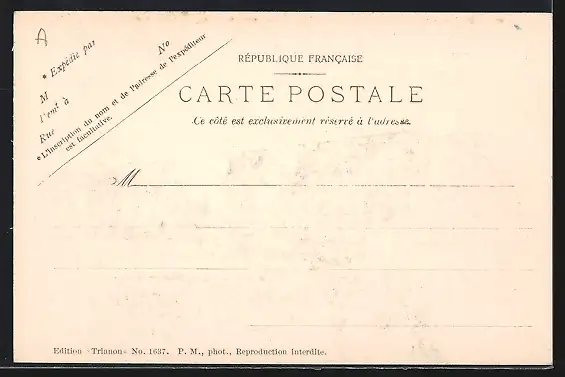 A
* Expédié par
M
Rue No
* L'inscription du nom et de l'adresse de l'expéditeur
est facultative.
RÉPUBLIQUE FRANÇAISE
CARTE POSTALE
Ce côté est exclusivement réservé à l'adresse.
M
Edition «Trianon» No. 1637. P. M., phot., Reproduction interdite.